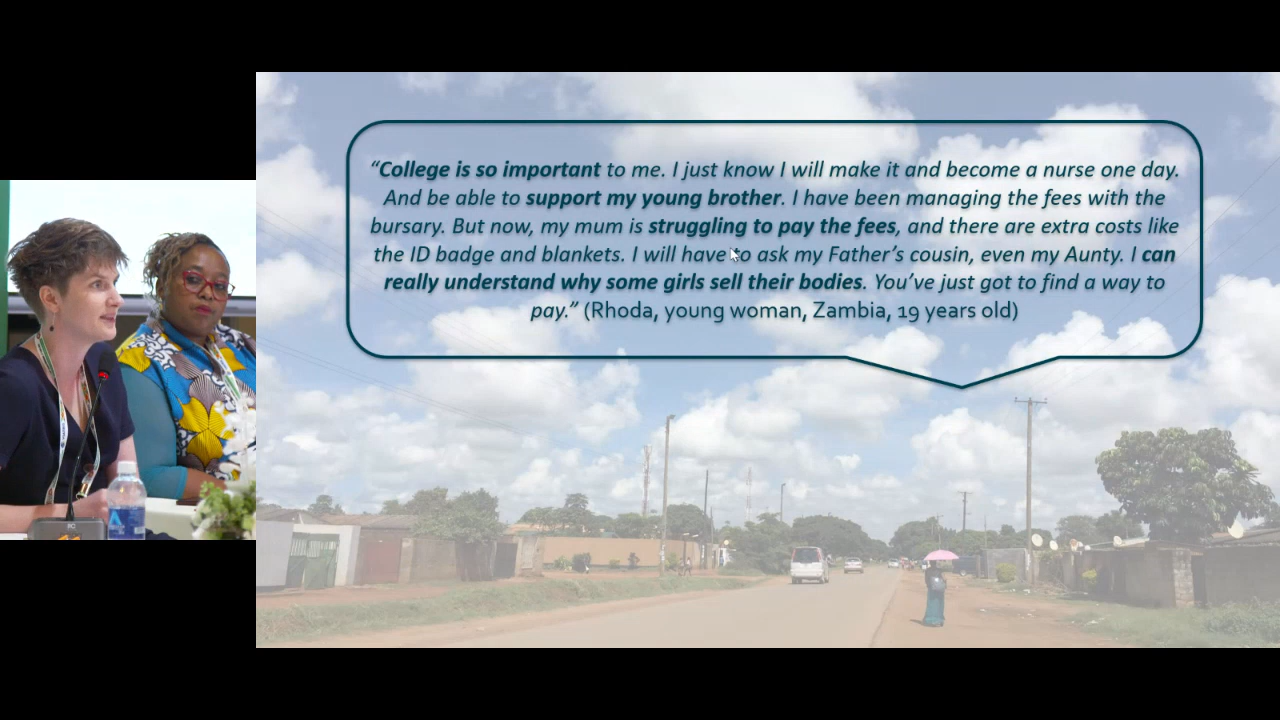 “College is so important to me. I just know I will make it and become a nurse one day.
And be able to support my young brother. I have been managing the fees with the
bursary. But now, my mum is struggling to pay the fees, and there are extra costs like
the ID badge and blankets. I will have to ask my Father’s cousin, even my Aunty. I can
really understand why some girls sell their bodies. You’ve just got to find a way to
pay.” (Rhoda, young woman, Zambia, 19 years old)